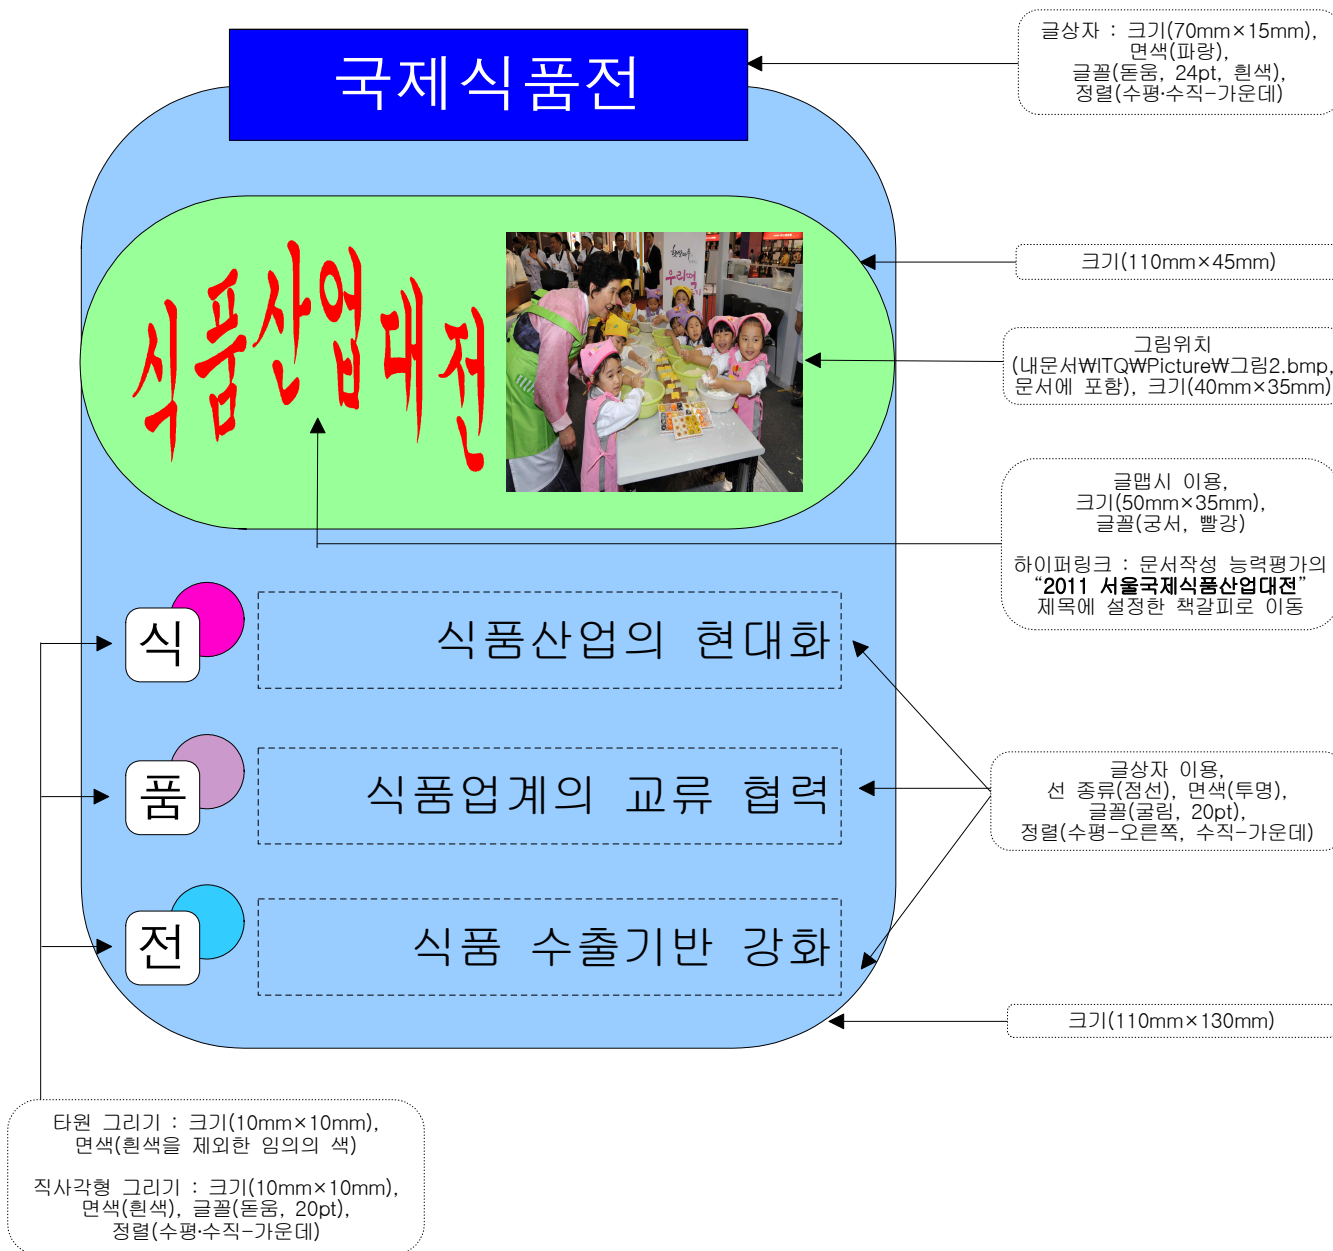 국제식품전
글상자 : 크기(70mm×15mm),
면색(파랑),
글꼴(돋움, 24pt, 흰색),
정렬(수평·수직-가운데)
식품산업대전
우리떡
크기(110mm×45mm)
그림위치
(내문서₩ITQ₩Picture₩그림2.bmp,
문서에 포함), 크기(40mm×35mm)
글맵시 이용,
크기(50mm×35mm),
글꼴(궁서, 빨강)
하이퍼링크 : 문서작성 능력평가의
“2011 서울국제식품산업대전”
제목에 설정한 책갈피로 이동
식
식품산업의 현대화
품
식품업계의 교류 협력
글상자 이용,
선 종류(점선), 면색(투명),
글꼴(굴림, 20pt),
정렬(수평-오른쪽, 수직-가운데)
전
식품 수출기반 강화
크기(110mm×130mm)
타원 그리기 : 크기(10mm×10mm),
면색(흰색을 제외한 임의의 색)
직사각형 그리기 : 크기(10mm×10mm),
면색(흰색), 글꼴(돋움, 20pt),
정렬(수평·수직-가운데)